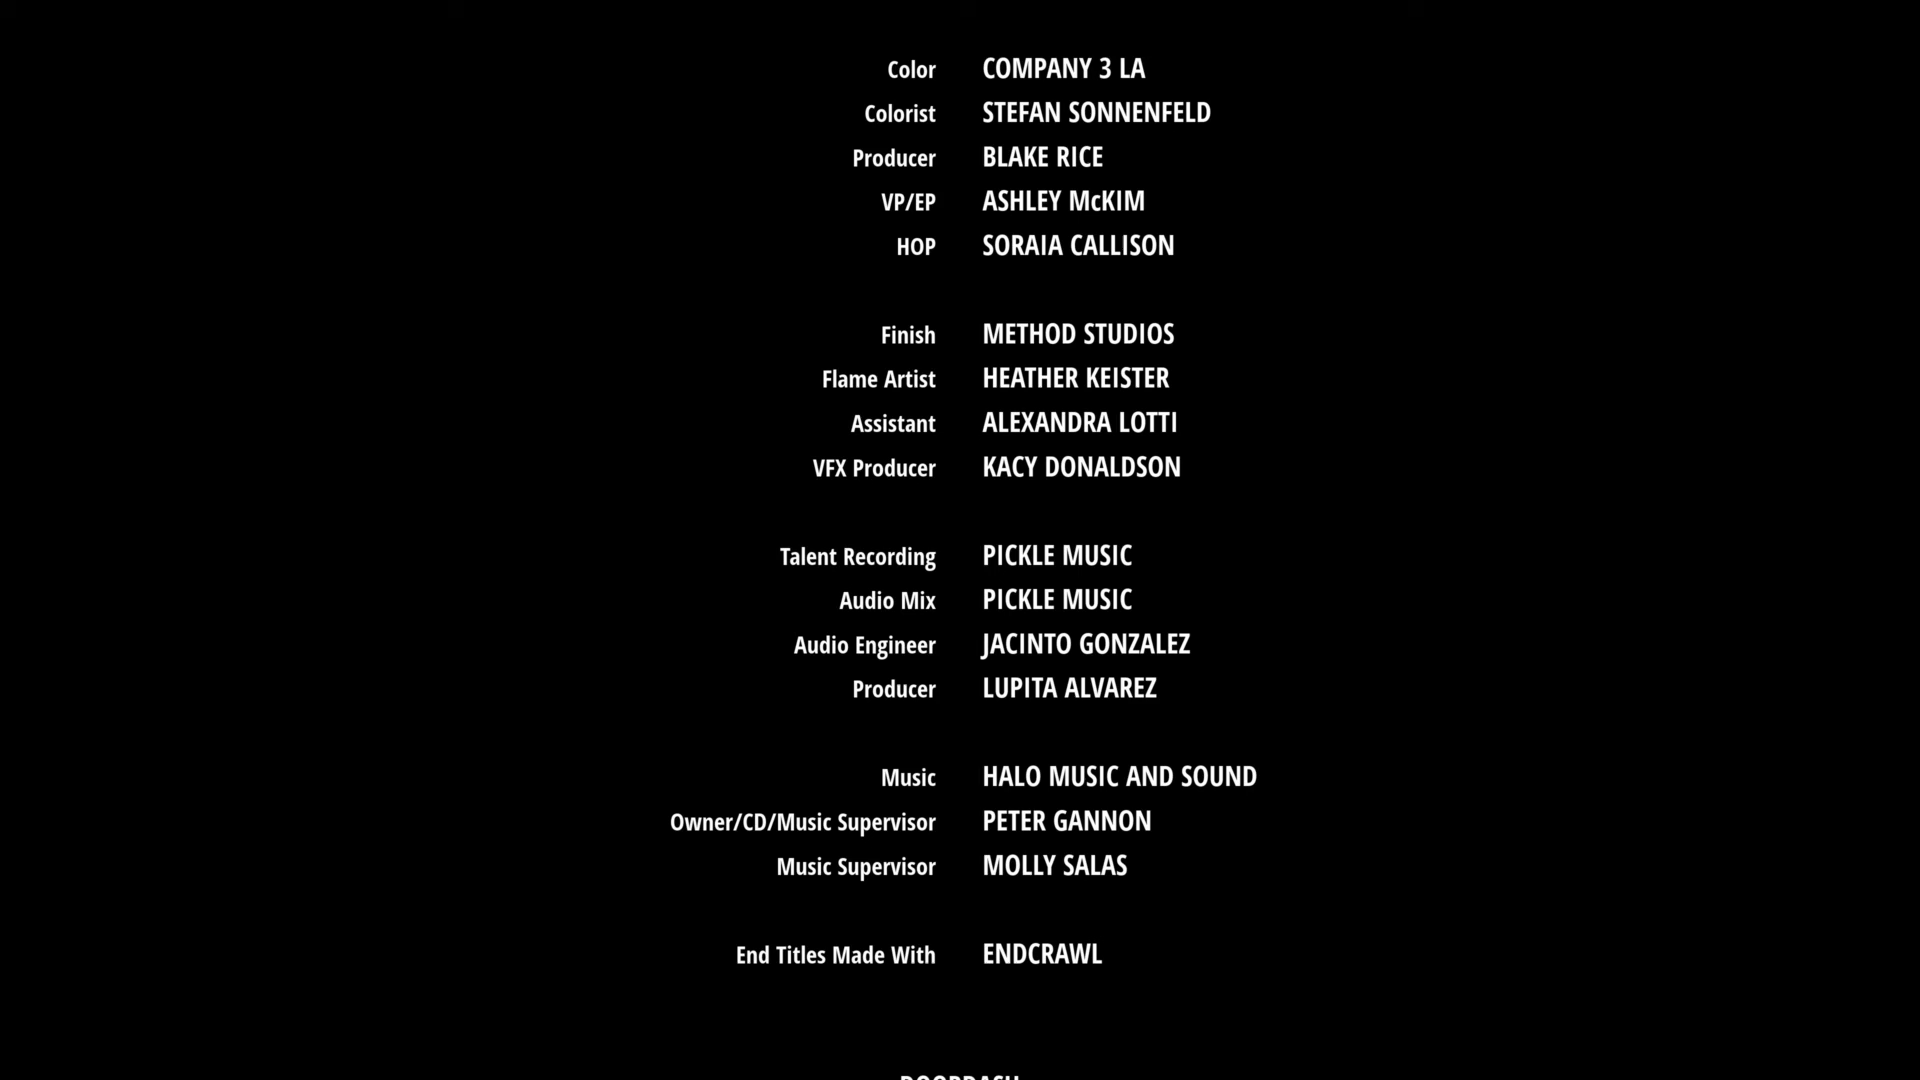 Color COMPANY 3 LA
Colorist STEFAN SONNENFELD
Producer BLAKE RICE
VP/EP ASHLEY McKIM
HOP SORAIA CALLISON
Finish METHOD STUDIOS
Flame Artist HEATHER KEISTER
Assistant ALEXANDRA LOTTI
VFX Producer KACY DONALDSON
Talent Recording PICKLE MUSIC
Audio Mix PICKLE MUSIC
Audio Engineer JACINTO GONZALEZ
Producer LUPITA ALVAREZ
Music HALO MUSIC AND SOUND
Owner/CD/Music Supervisor PETER GANNON
Music Supervisor MOLLY SALAS
End Titles Made With ENDCRAWL
DOORDASH